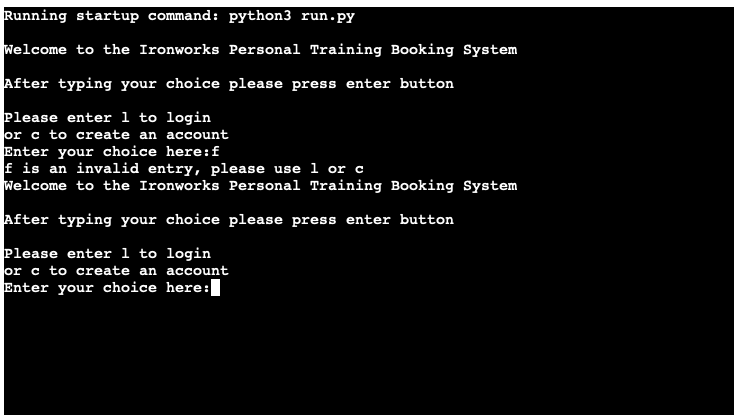 Running startup command: python3 run.py
Welcome to the Ironworks Personal Training Booking System
After typing your choice please press enter button
Please enter l to login
or c to create an account
Enter your choice here:f
f is an invalid entry, please use l or c
Welcome to the Ironworks Personal Training Booking System
After typing your choice please press enter button
Please enter l to login
or c to create an account
Enter your choice here: